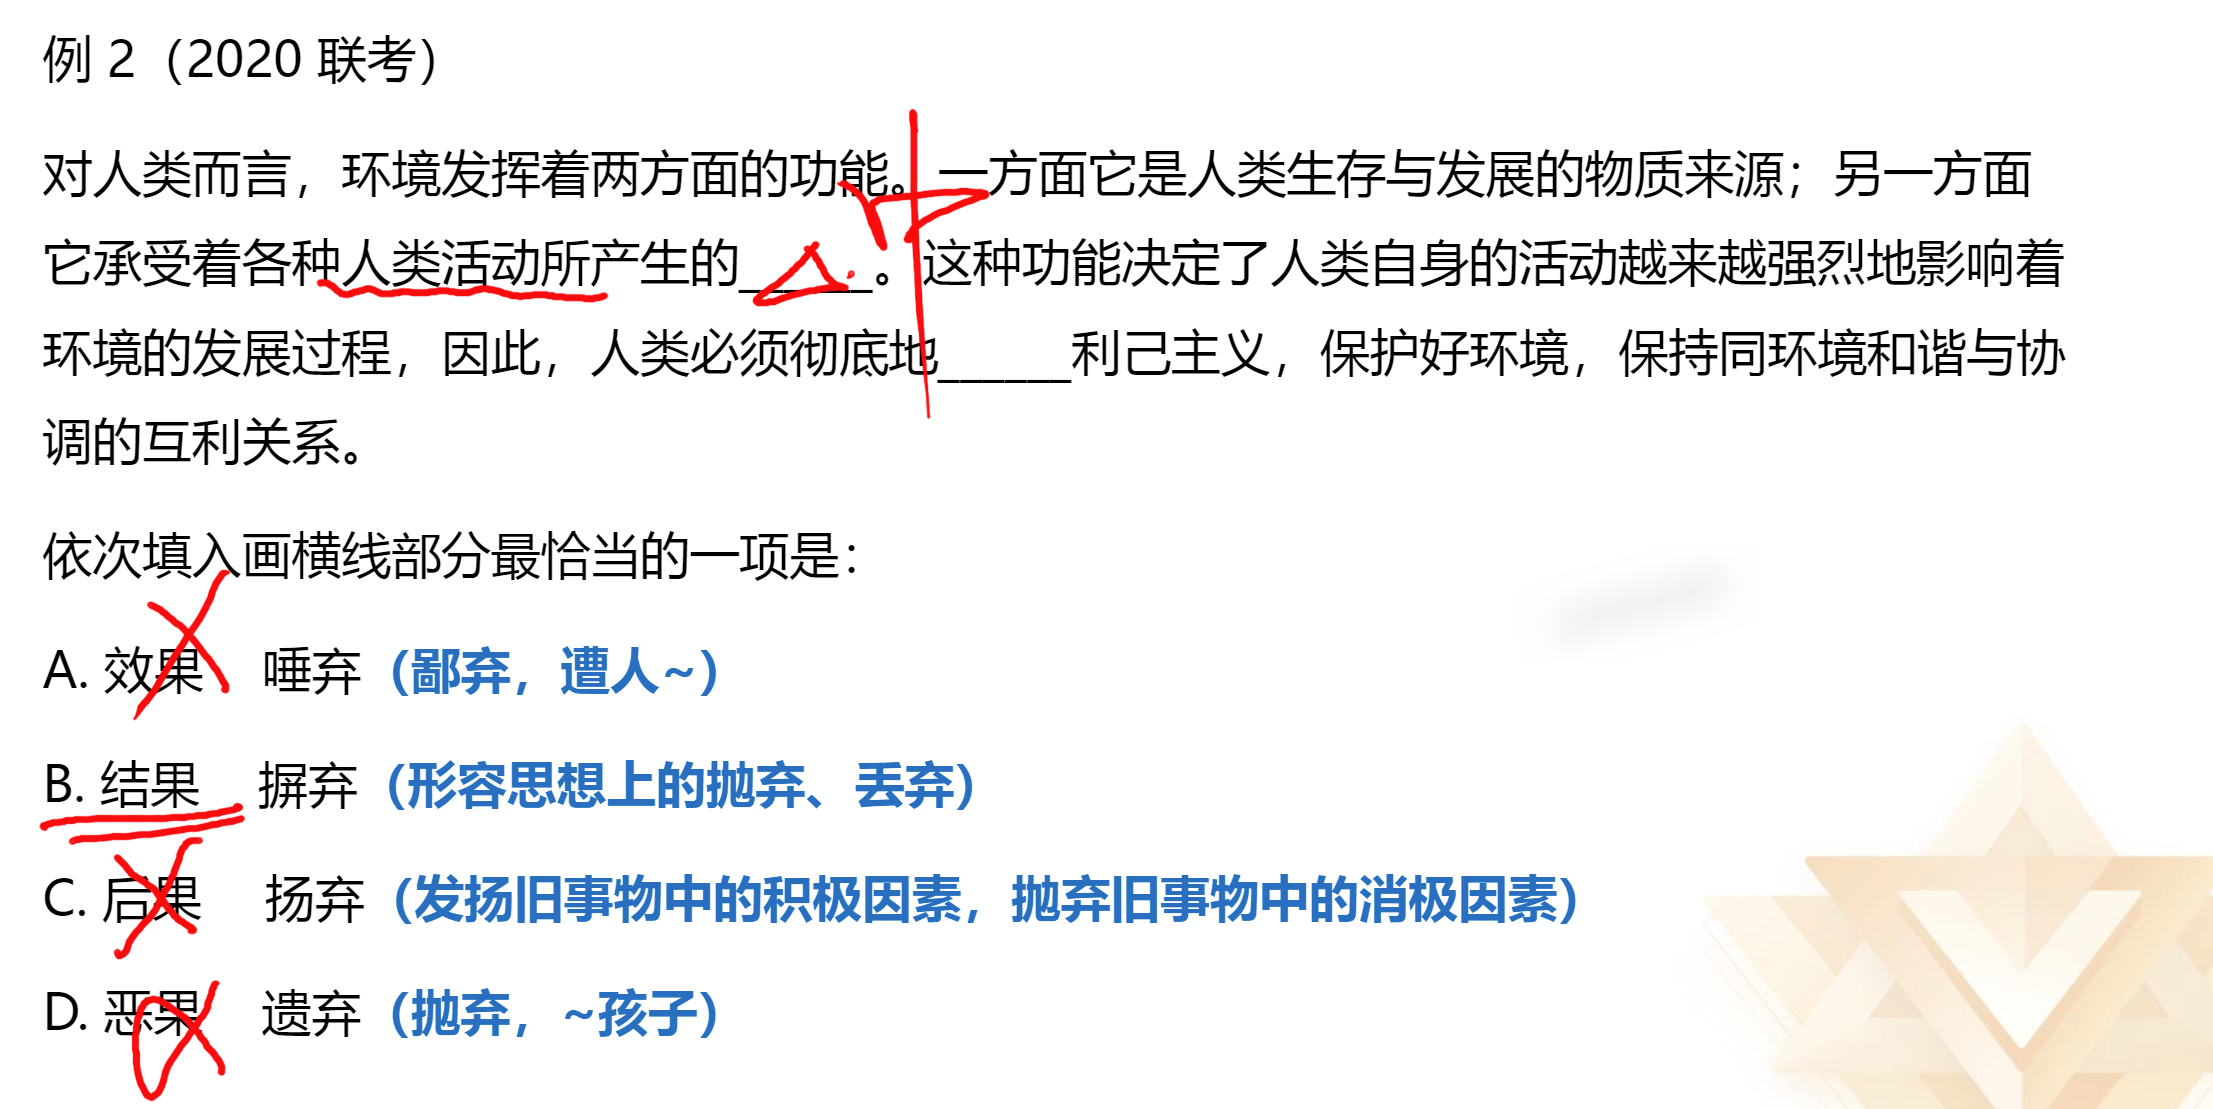 例 2（2020 联考）
对人类而言，环境发挥着两方面的功能。一方面它是人类生存与发展的物质来源；另一方面
它承受着各种人类活动所产生的______。这种功能决定了人类自身的活动越来越强烈地影响着
环境的发展过程，因此，人类必须彻底地______利己主义，保护好环境，保持同环境和谐与协
调的互利关系。
依次填入画横线部分最恰当的一项是：
A. 效果 唾弃（鄙弃，遭人~）
B. 结果 摒弃（形容思想上的抛弃、丢弃）
C. 后果 扬弃（发扬旧事物中的积极因素，抛弃旧事物中的消极因素）
D. 恶果 遗弃（抛弃，~孩子）